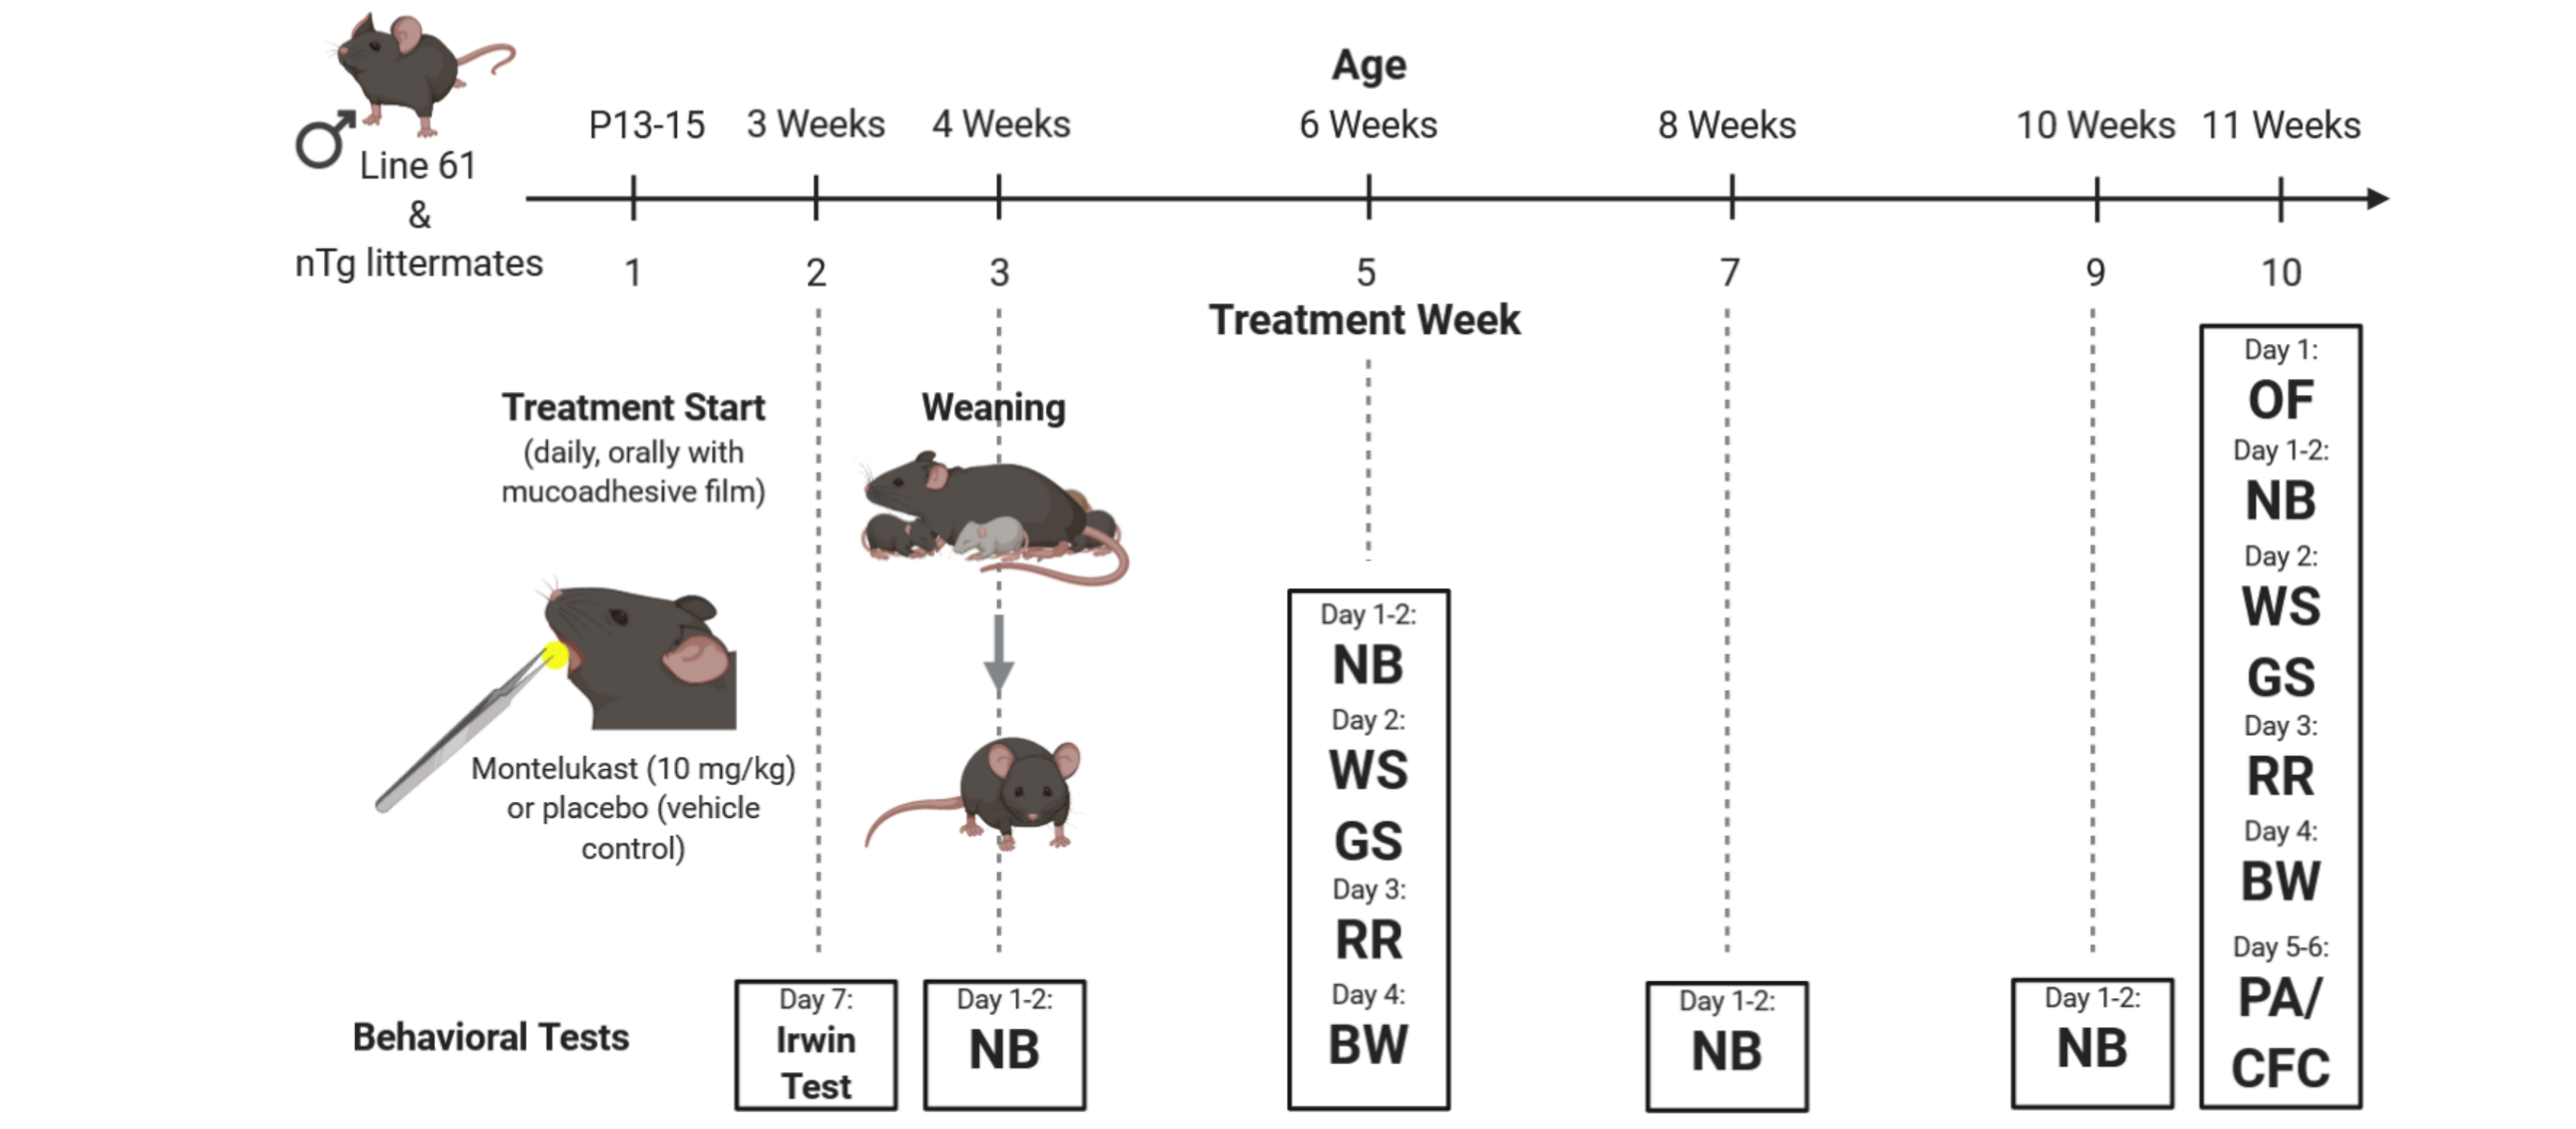 Age
P13-15 3 Weeks 4 Weeks 6 Weeks 8 Weeks 10 Weeks 11 Weeks
Line 61
&
nTg littermates
1 2 3 5 7 9 10
Treatment Week
Treatment Start
(daily, orally with
mucoadhesive film)
Montelukast (10 mg/kg)
or placebo (vehicle
control)
Weaning
Behavioral Tests
Day 7:
Irwin
Test
Day 1-2:
NB
Day 1-2:
NB
Day 2:
WS
GS
Day 3:
RR
Day 4:
BW
Day 1-2:
NB
Day 1-2:
NB
Day 1:
OF
Day 1-2:
NB
Day 2:
WS
GS
Day 3:
RR
Day 4:
BW
Day 5-6:
PA/
CFC